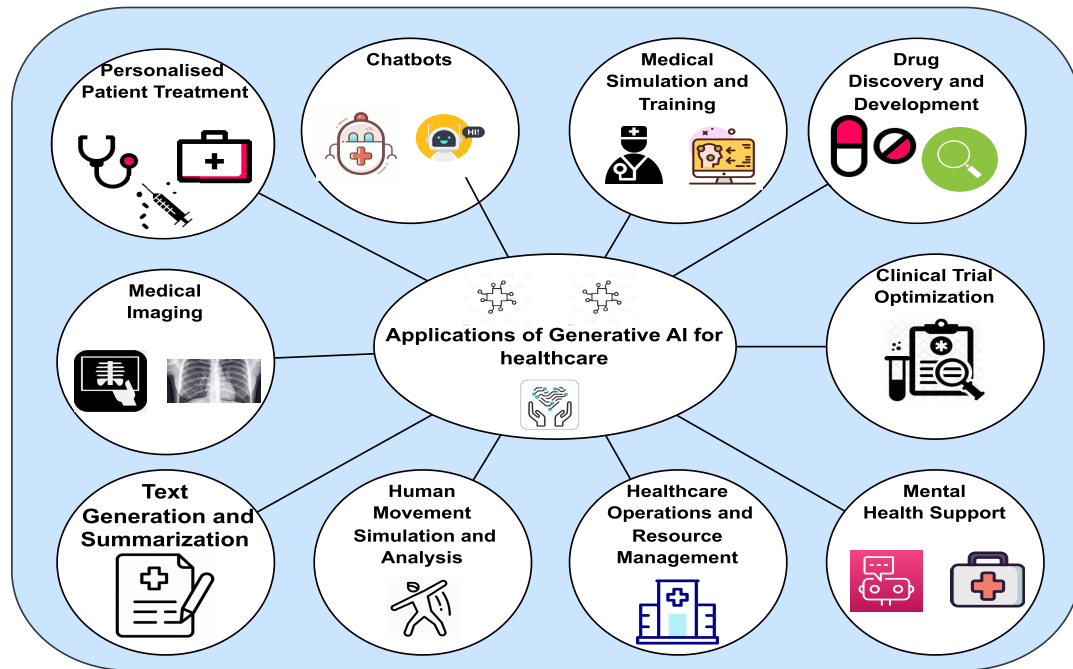 Personalised
Patient Treatment
Chatbots
HI!
Medical
Simulation and
Training
Drug
Discovery and
Development
Medical
Imaging
Applications of Generative AI for
healthcare
Clinical Trial
Optimization
Text
Generation and
Summarization
Human
Movement
Simulation and
Analysis
Healthcare
Operations and
Resource
Management
Mental
Health Support